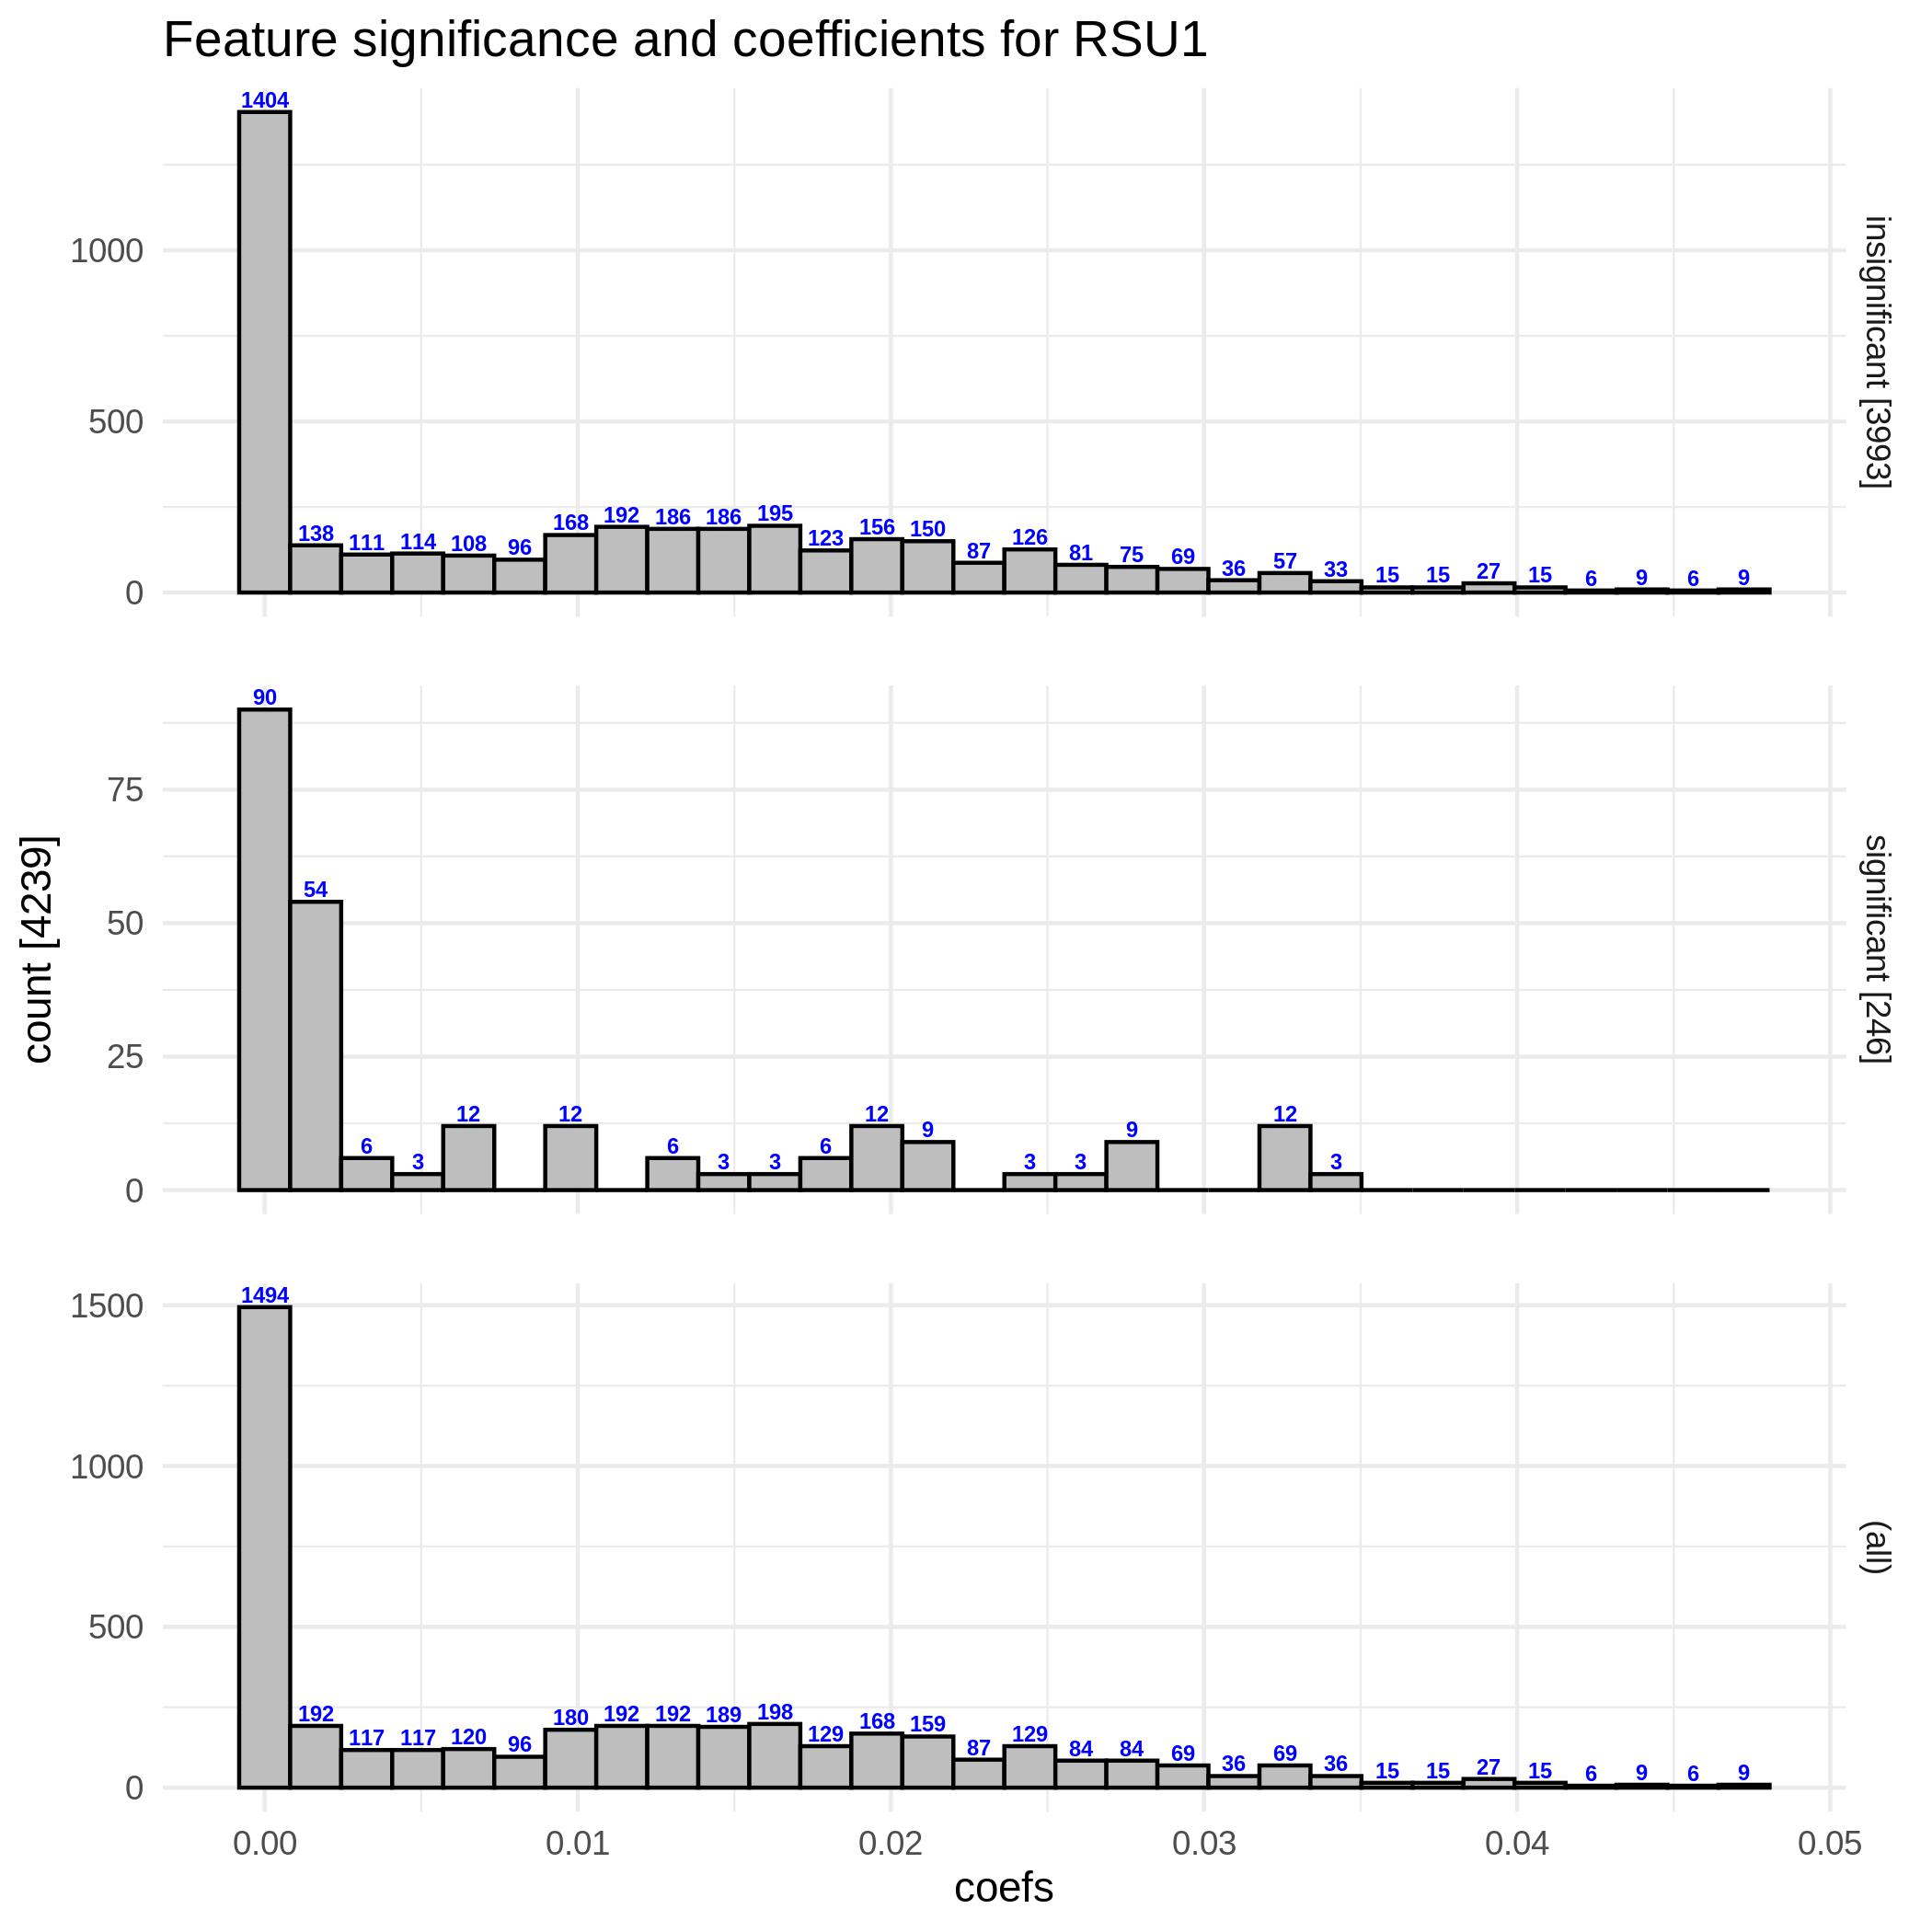 Feature significance and coefficients for RSU1
count [4239]
1404
138 111 114 108 96 168 192 186 186 195 123 156 150 87 126 81 75 69 36 57 33 15 15 27 15 6 9 6 9
1000
500
0
insignificant [3993]
90
54
6 3 12 12 6 3 3 6 12 9 3 3 9 12 3
75
50
25
0
significant [246]
1494
192 117 117 120 96 180 192 192 189 198 129 168 159 87 129 84 84 69 36 69 36 15 15 27 15 6 9 6 9
1500
1000
500
0
(all)
0.00 0.01 0.02 0.03 0.04 0.05
coefs